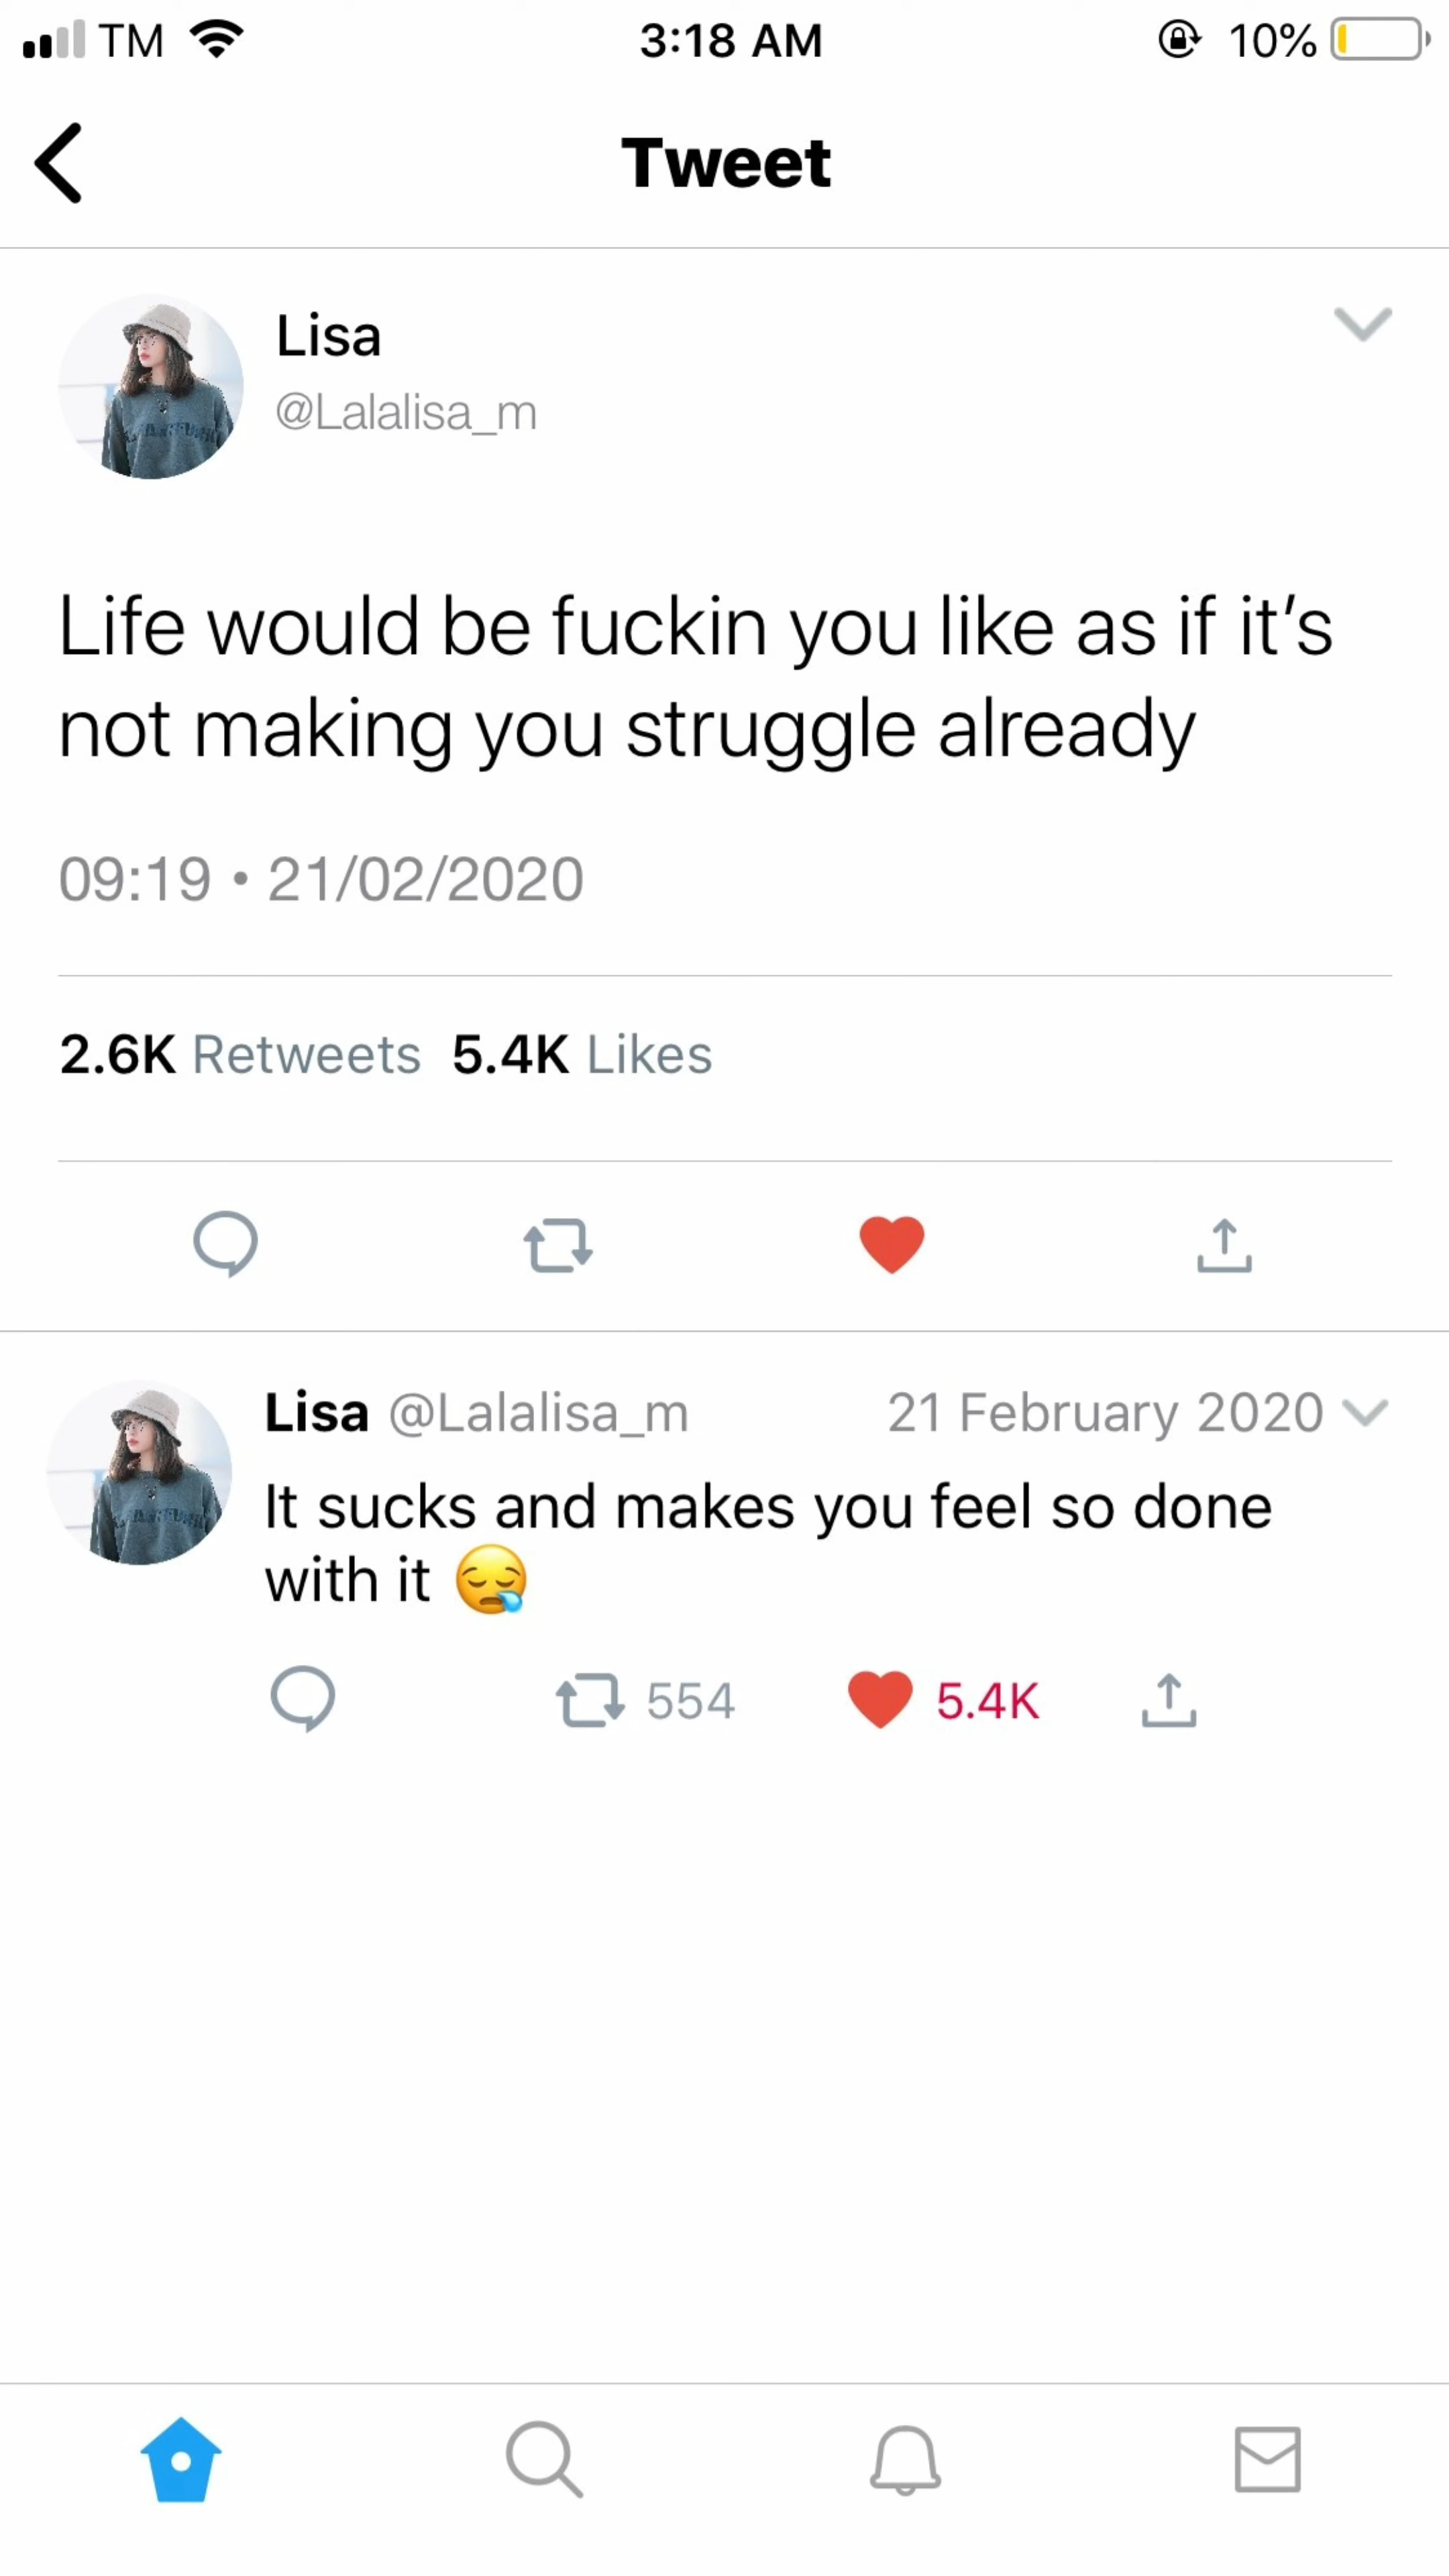 TM 3:18 AM 10%
Tweet
Lisa
@Lalalisa_m
Life would be fuckin you like as if it’s
not making you struggle already
09:19 • 21/02/2020
2.6K Retweets 5.4K Likes
Lisa @Lalalisa_m 21 February 2020
It sucks and makes you feel so done
with it 😪
554 5.4K